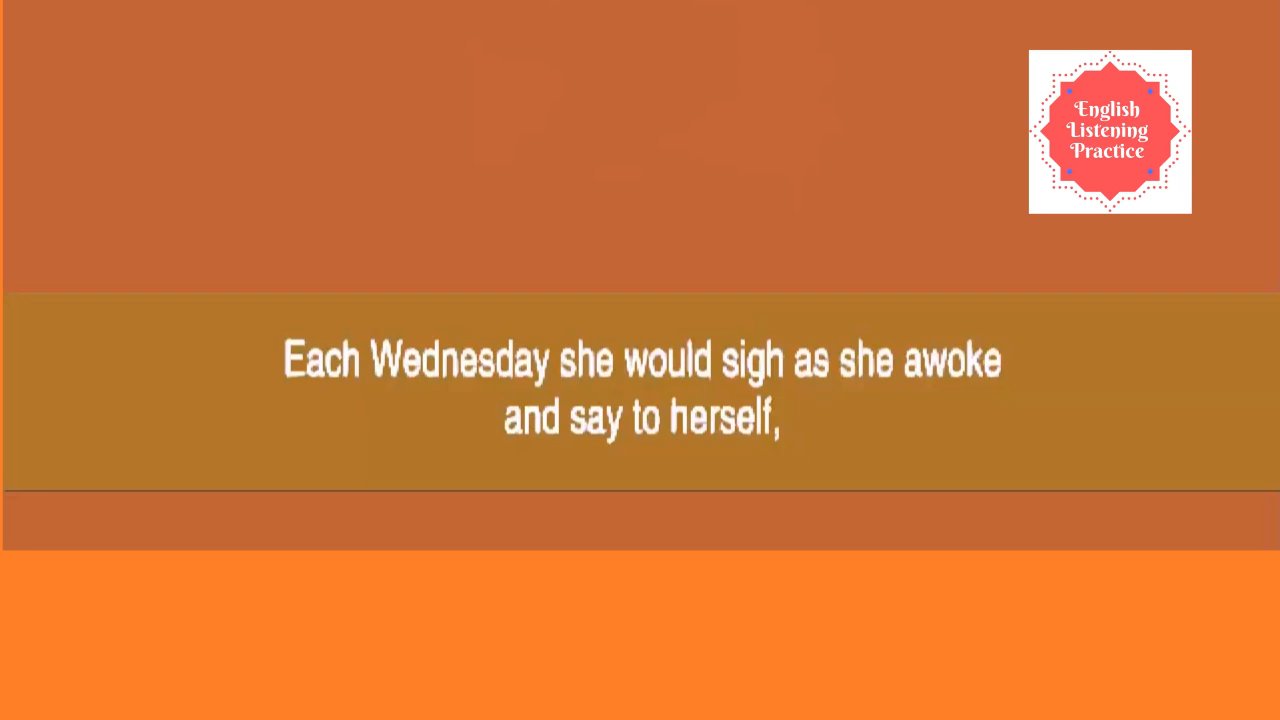 English
Listening
Practice
Each Wednesday she would sigh as she awoke
and say to herself,